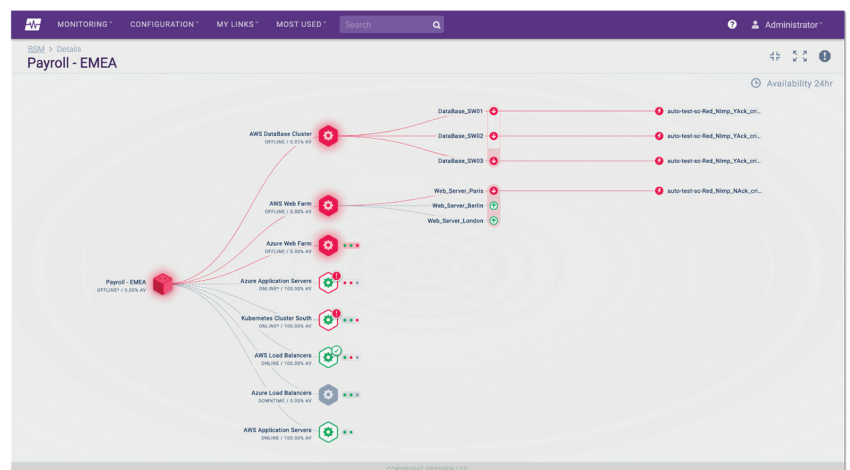 MONITORING CONFIGURATION MY LINKS MOST USED Search Administrator
BSM > Details
Payroll - EMEA
Availability 24hr
DataBase_SW01 auto-test-sc-Red_NImp_YAck_cri...
AWS DataBase Cluster
OFFLINE / 0.01% AV
DataBase_SW02 auto-test-sc-Red_NImp_YAck_cri...
DataBase_SW03 auto-test-sc-Red_NImp_YAck_cri...
Web_Server_Paris auto-test-sc-Red_NImp_NAck_cri...
AWS Web Farm
OFFLINE / 0.00% AV
Web_Server_Berlin
Web_Server_London
Azure Web Farm
OFFLINE / 0.00% AV
Payroll - EMEA
OFFLINE* / 0.00% AV
Azure Application Servers
ONLINE* / 100.00% AV
Kubernetes Cluster South
ONLINE* / 100.00% AV
AWS Load Balancers
ONLINE / 100.00% AV
Azure Load Balancers
DOWNTIME / 0.00% AV
AWS Application Servers
ONLINE / 100.00% AV
COPYRIGHT OPSVIEW LTD